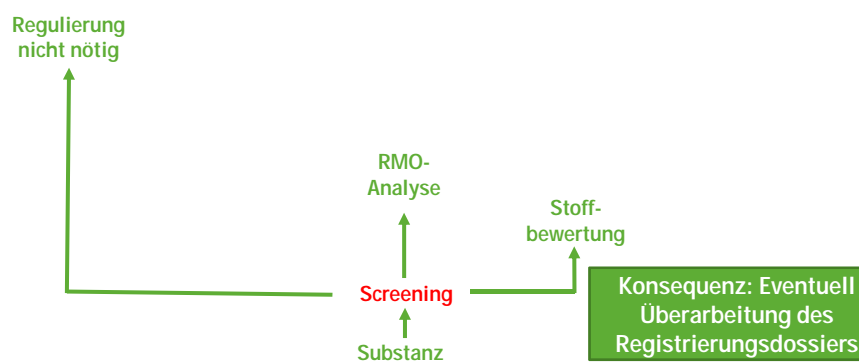 Regulierung
nicht nötig
RMO-
Analyse
Stoff-
bewertung
Screening
Konsequenz: Eventuell
Überarbeitung des
Registrierungsdossiers
Substanz